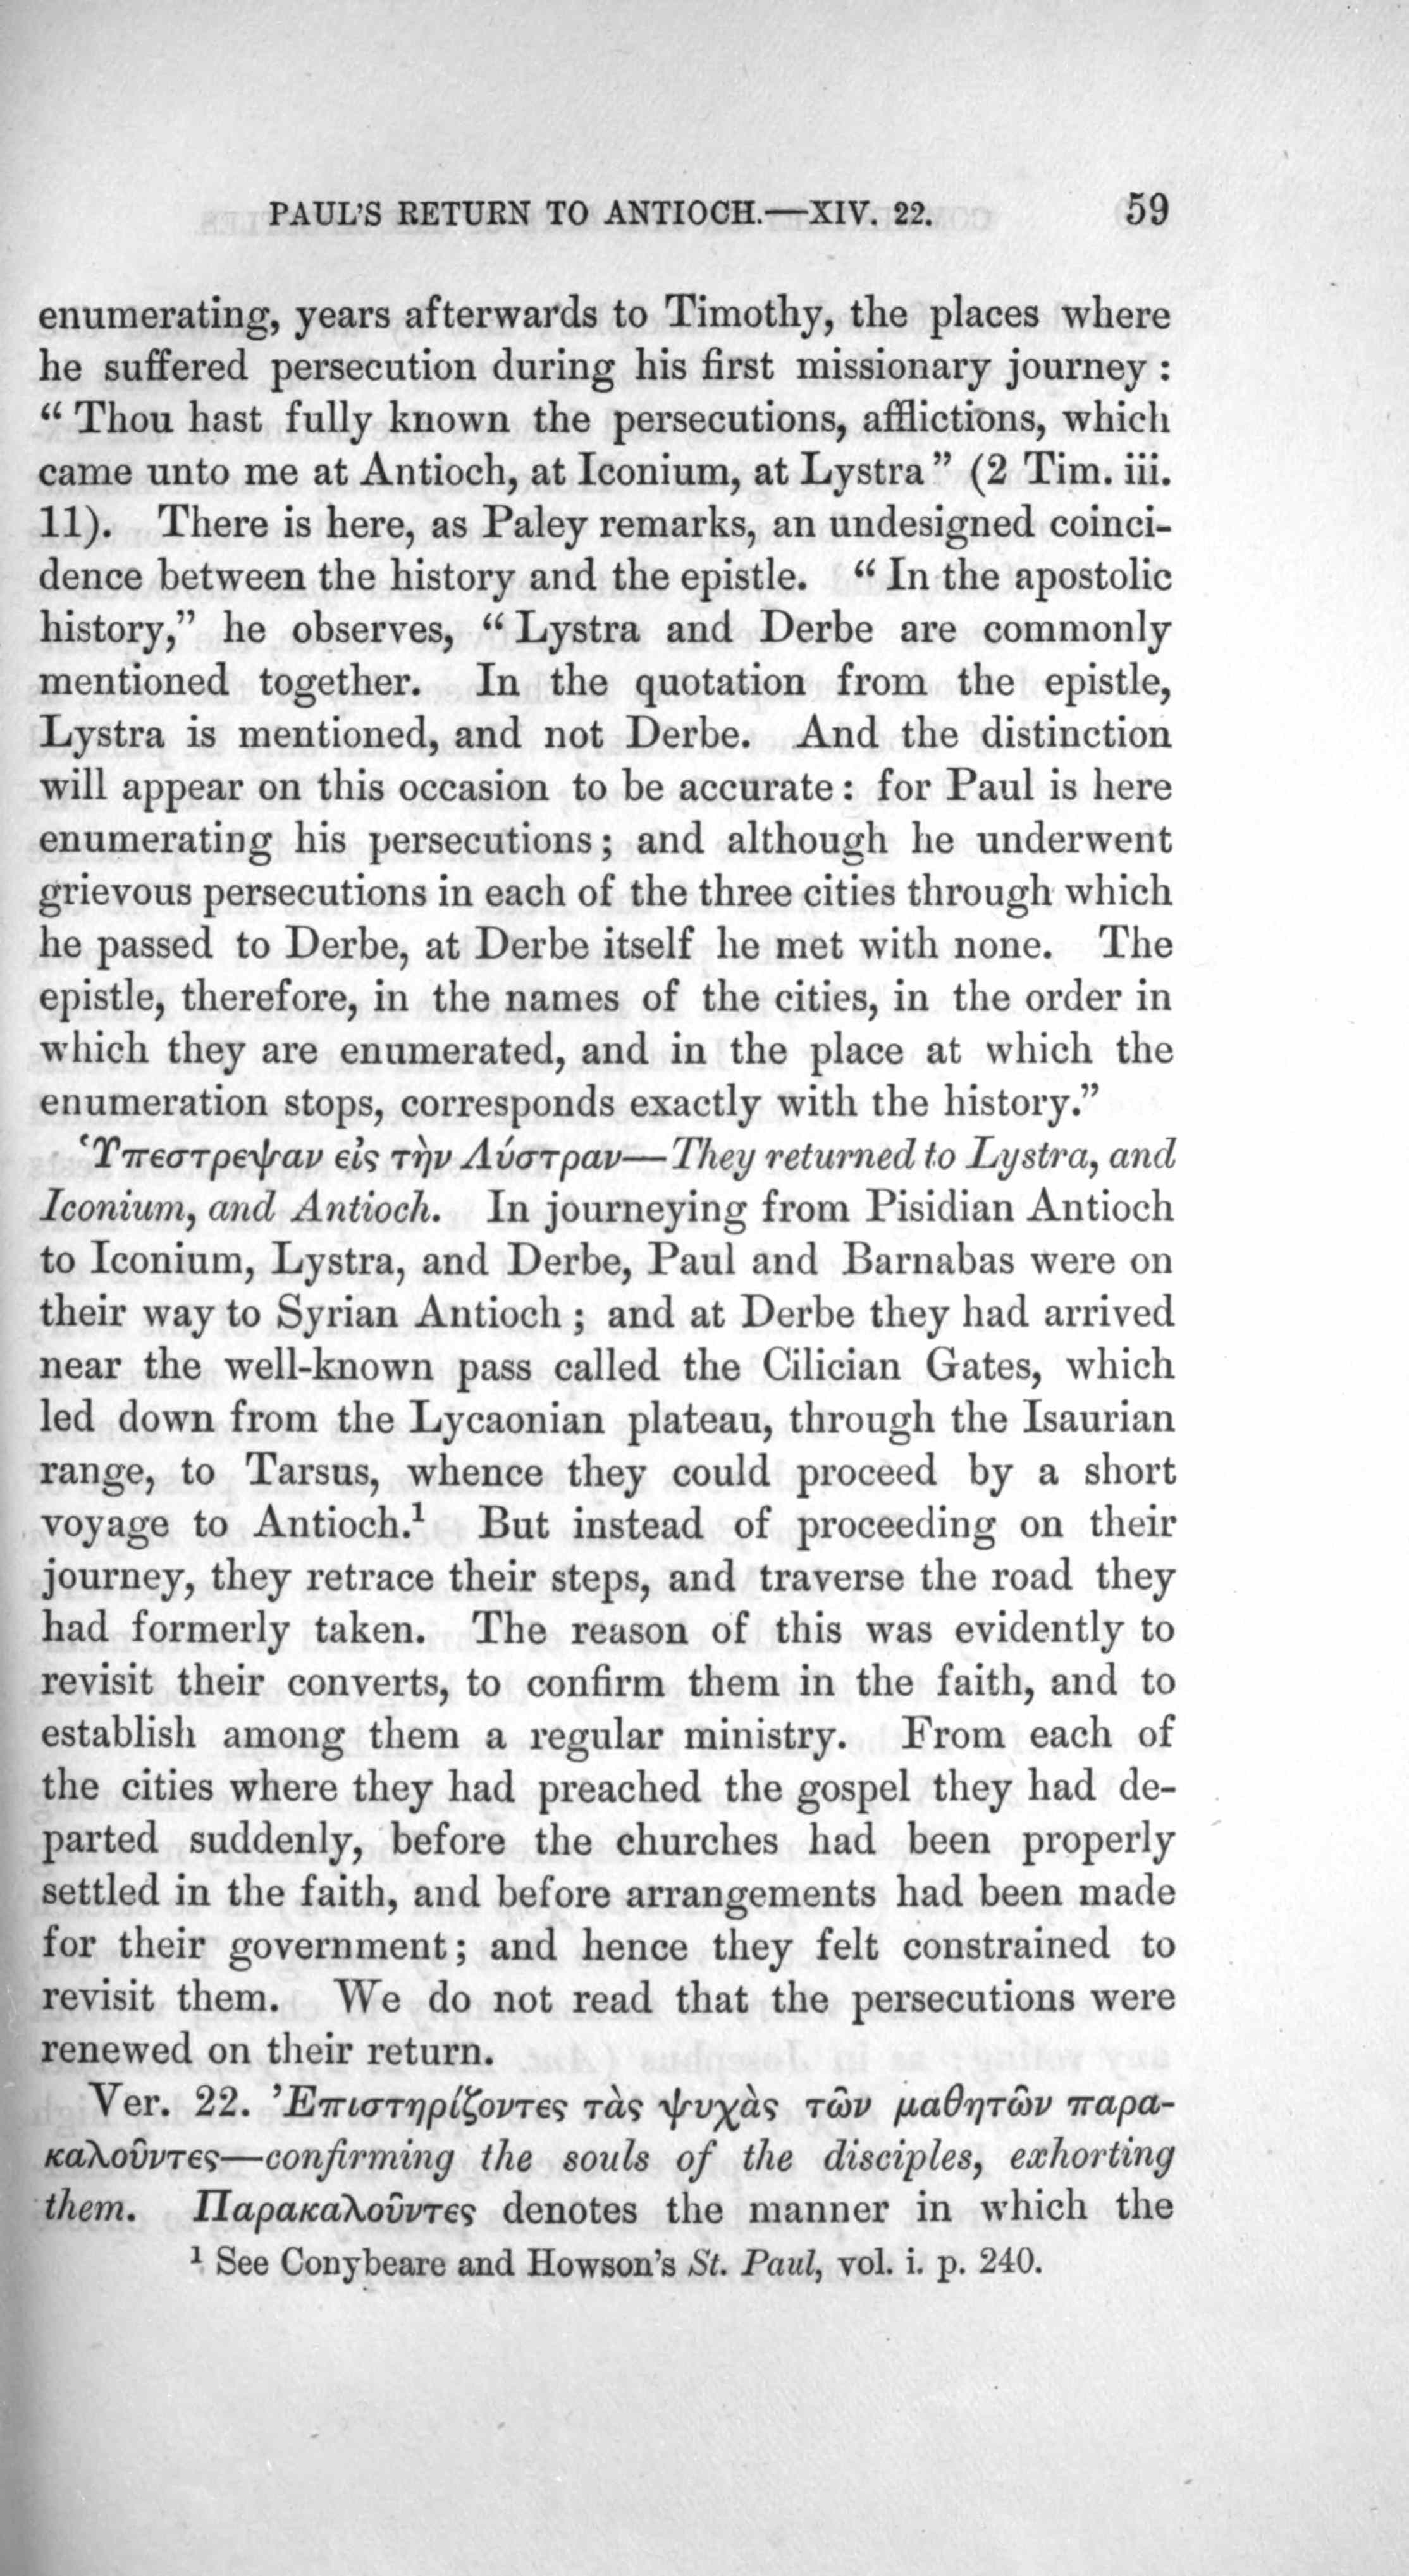 PAUL'S RETURN TO ANTIOCH.—XIV. 22. 59
enumerating, years afterwards to Timothy, the places where
he suffered persecution during his first missionary journey :
“ Thou hast fully known the persecutions, afflictions, which
came unto me at Antioch, at Iconium, at Lystra” (2 Tim. iii.
11). There is here, as Paley remarks, an undesigned coinci-
dence between the history and the epistle. “ In the apostolic
history,” he observes, “ Lystra and Derbe are commonly
mentioned together. In the quotation from the epistle,
Lystra is mentioned, and not Derbe. And the distinction
will appear on this occasion to be accurate : for Paul is here
enumerating his persecutions ; and although he underwent
grievous persecutions in each of the three cities through which
he passed to Derbe, at Derbe itself he met with none. The
epistle, therefore, in the names of the cities, in the order in
which they are enumerated, and in the place at which the
enumeration stops, corresponds exactly with the history.”
Ὑπεστρεψαν εἰς τὴν Λύστραν—They returned to Lystra, and
Iconium, and Antioch. In journeying from Pisidian Antioch
to Iconium, Lystra, and Derbe, Paul and Barnabas were on
their way to Syrian Antioch ; and at Derbe they had arrived
near the well-known pass called the Cilician Gates, which
led down from the Lycaonian plateau, through the Isaurian
range, to Tarsus, whence they could proceed by a short
voyage to Antioch.¹ But instead of proceeding on their
journey, they retrace their steps, and traverse the road they
had formerly taken. The reason of this was evidently to
revisit their converts, to confirm them in the faith, and to
establish among them a regular ministry. From each of
the cities where they had preached the gospel they had de-
parted suddenly, before the churches had been properly
settled in the faith, and before arrangements had been made
for their government ; and hence they felt constrained to
revisit them. We do not read that the persecutions were
renewed on their return.
Ver. 22. Ἐπιστηρίζοντες τὰς ψυχὰς τῶν μαθητῶν παρα-
καλοῦντες—confirming the souls of the disciples, exhorting
them. Παρακαλοῦντες denotes the manner in which the
¹ See Conybeare and Howson's St. Paul, vol. i. p. 240.